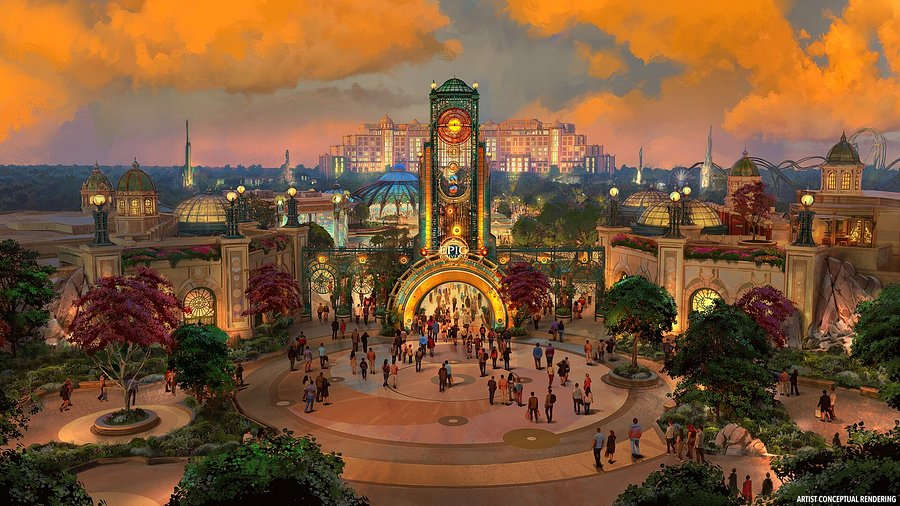 ARTIST CONCEPTUAL RENDERING